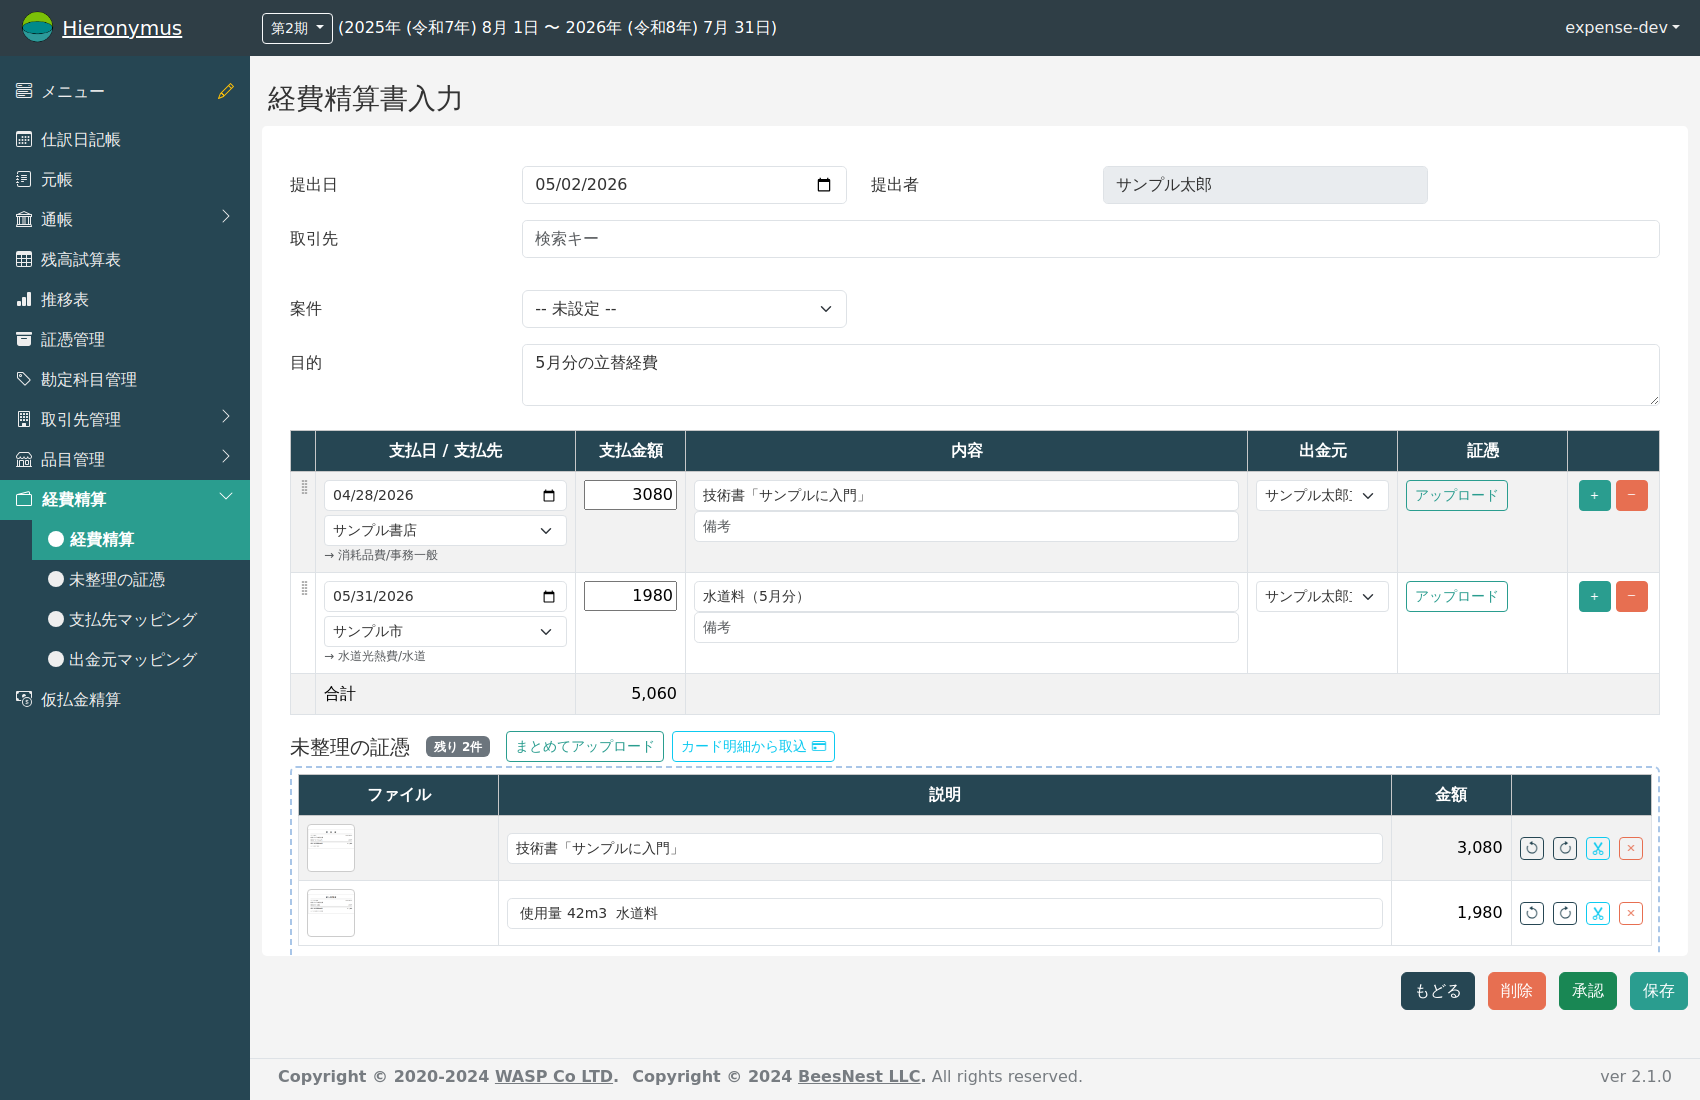 Hieronymus
第2期 (2025年 (令和7年) 8月 1日 〜 2026年 (令和8年) 7月 31日)
expense-dev
メニュー
仕訳日記帳
元帳
通帳
残高試算表
推移表
証憑管理
勘定科目管理
取引先管理
品目管理
経費精算
経費精算
未整理の証憑
支払先マッピング
出金元マッピング
仮払金精算
経費精算書入力
提出日 05/02/2026 提出者 サンプル太郎
取引先 検索キー
案件 -- 未設定 --
目的 5月分の立替経費
支払日 / 支払先 支払金額 内容 出金元 証憑
04/28/2026 3080 技術書「サンプルに入門」 サンプル太郎 アップロード + −
サンプル書店 備考
→ 消耗品費/事務一般
05/31/2026 1980 水道料（5月分） サンプル太郎 アップロード + −
サンプル市 備考
→ 水道光熱費/水道
合計 5,060
未整理の証憑 残り 2件 まとめてアップロード カード明細から取込
ファイル 説明 金額
技術書「サンプルに入門」 3,080
使用量 42m3 水道料 1,980
もどる 削除 承認 保存
Copyright © 2020-2024 WASP Co LTD. Copyright © 2024 BeesNest LLC. All rights reserved.
ver 2.1.0